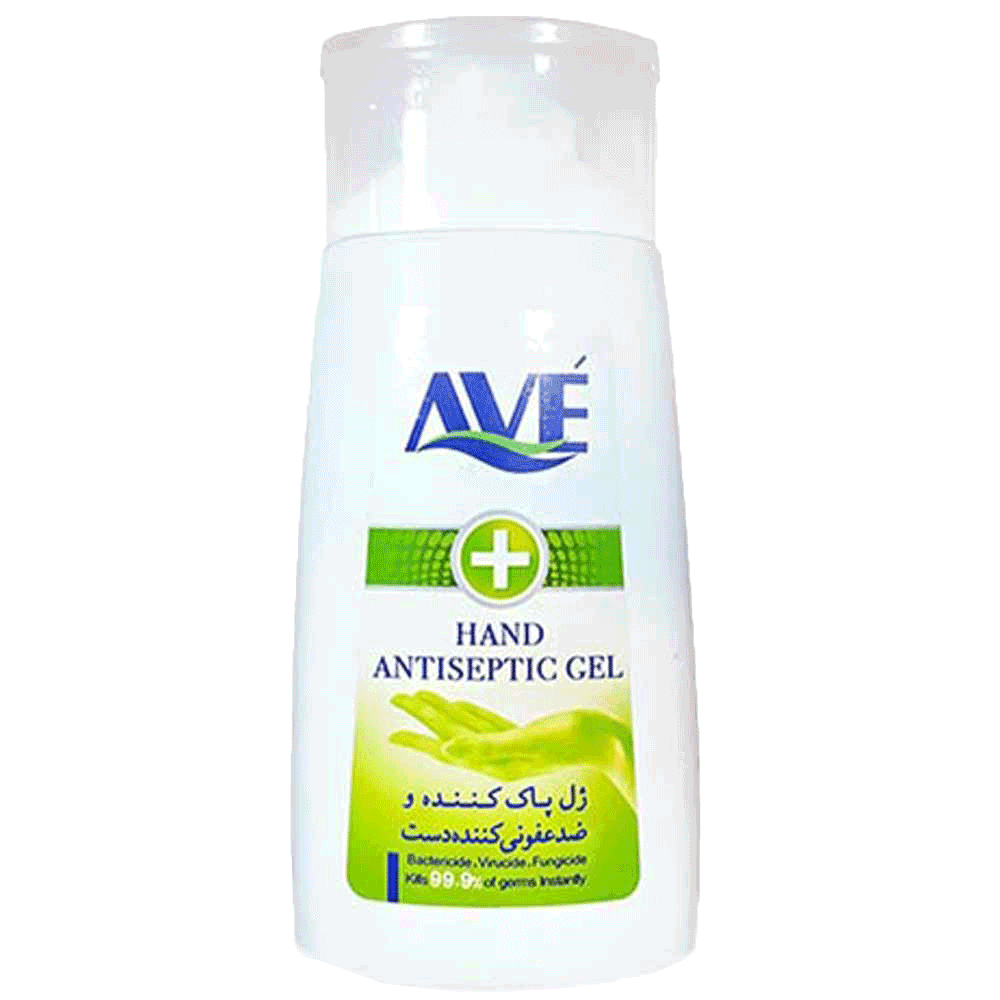 AVÉ
HAND
ANTISEPTIC GEL
ژل پاک کننده و
ضدعفونی کننده دست
Bactericide, Virucide, Fungicide
Kills 99.9% of germs Instantly